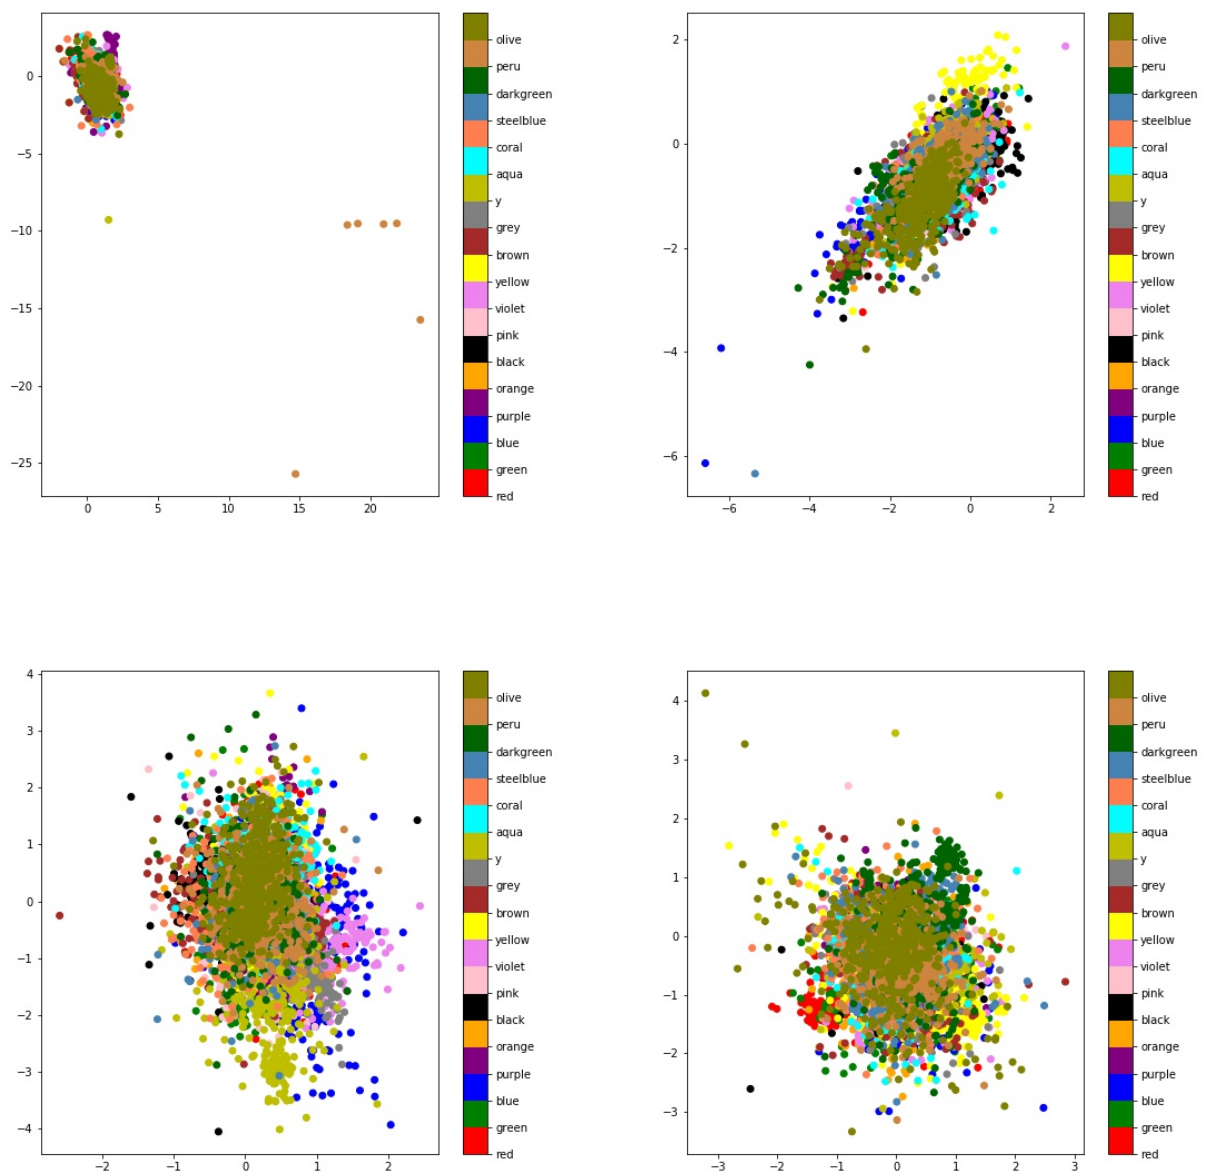 0
−5
−10
−15
−20
−25
0 5 10 15 20
olive
peru
darkgreen
steelblue
coral
aqua
y
grey
brown
yellow
violet
pink
black
orange
purple
blue
green
red
2
0
−2
−4
−6
−6 −4 −2 0 2
olive
peru
darkgreen
steelblue
coral
aqua
y
grey
brown
yellow
violet
pink
black
orange
purple
blue
green
red
4
3
2
1
0
−1
−2
−3
−4
−2 −1 0 1 2
olive
peru
darkgreen
steelblue
coral
aqua
y
grey
brown
yellow
violet
pink
black
orange
purple
blue
green
red
4
3
2
1
0
−1
−2
−3
−3 −2 −1 0 1 2 3
olive
peru
darkgreen
steelblue
coral
aqua
y
grey
brown
yellow
violet
pink
black
orange
purple
blue
green
red